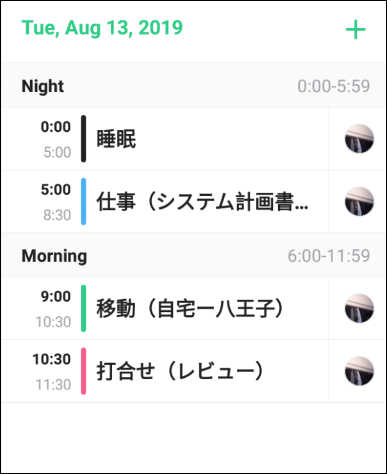 Tue, Aug 13, 2019
Night 0:00-5:59
0:00 睡眠
5:00
5:00 仕事（システム計画書…
8:30
Morning 6:00-11:59
9:00 移動（自宅ー八王子）
10:30
10:30 打合せ（レビュー）
11:30